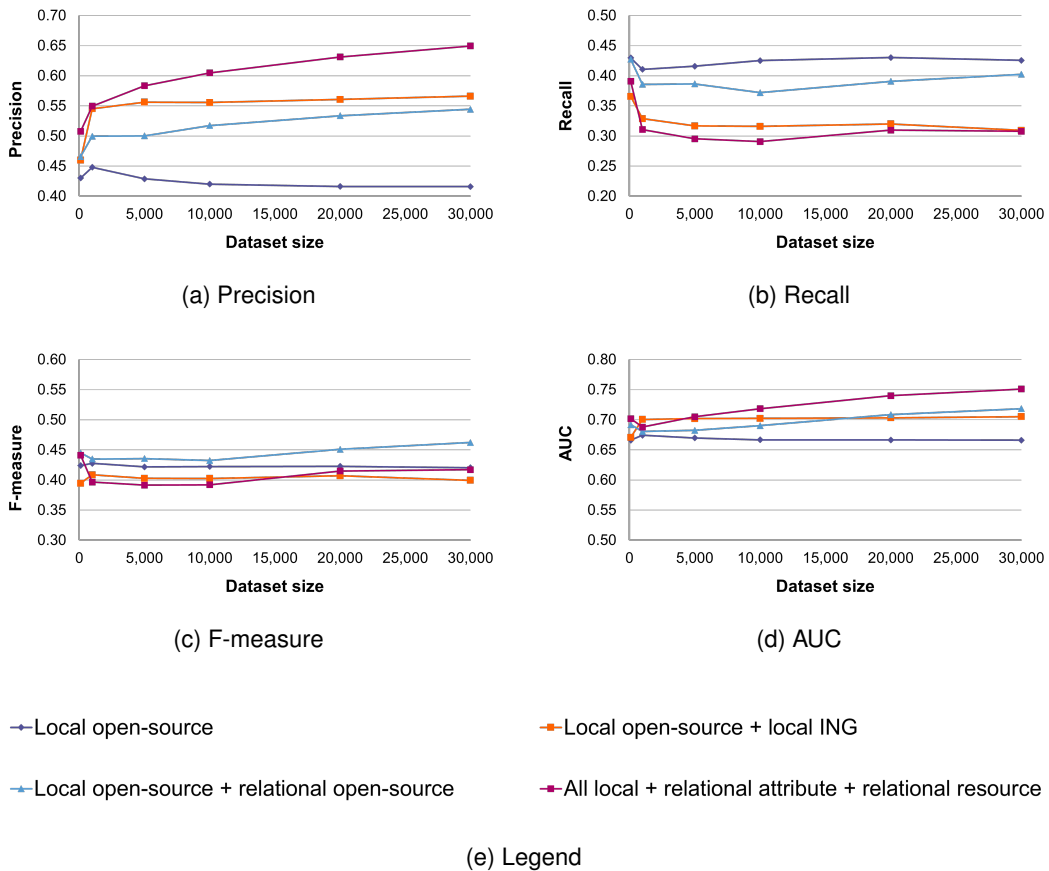 0.70
0.65
0.60
0.55
0.50
0.45
0.40
Precision
0 5,000 10,000 15,000 20,000 25,000 30,000
Dataset size
(a) Precision
0.50
0.45
0.40
0.35
0.30
0.25
0.20
Recall
0 5,000 10,000 15,000 20,000 25,000 30,000
Dataset size
(b) Recall
0.60
0.55
0.50
0.45
0.40
0.35
0.30
F-measure
0 5,000 10,000 15,000 20,000 25,000 30,000
Dataset size
(c) F-measure
0.80
0.75
0.70
0.65
0.60
0.55
0.50
AUC
0 5,000 10,000 15,000 20,000 25,000 30,000
Dataset size
(d) AUC
Local open-source
Local open-source + local ING
Local open-source + relational open-source
All local + relational attribute + relational resource
(e) Legend